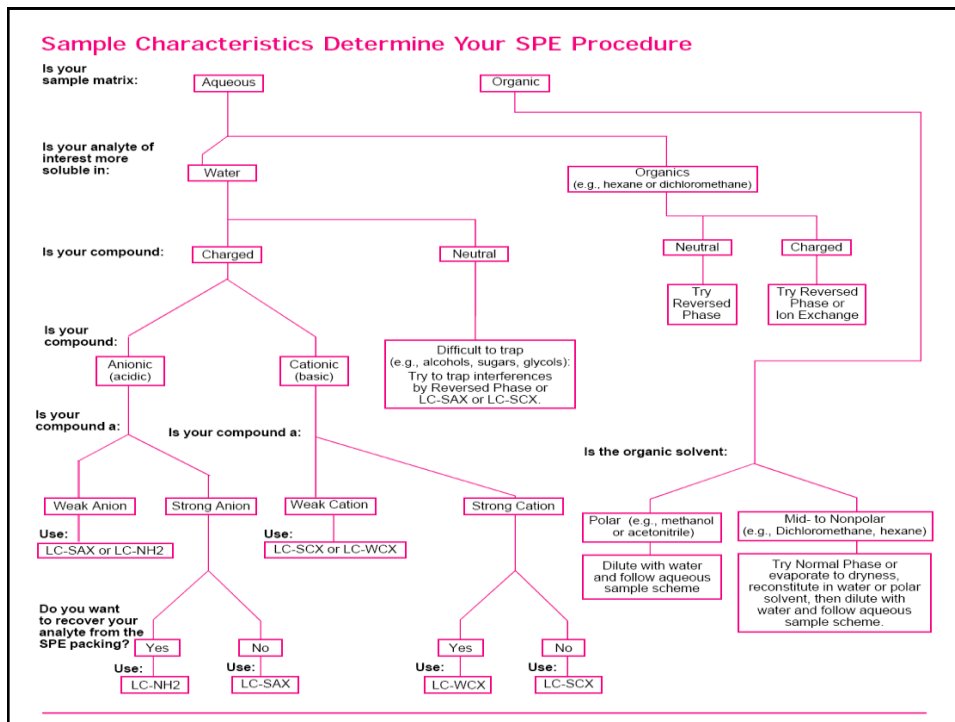 Sample Characteristics Determine Your SPE Procedure
Is your
sample matrix:
Aqueous
Organic
Is your analyte of
interest more
soluble in:
Water
Organics
(e.g., hexane or dichloromethane)
Is your compound:
Charged
Neutral
Neutral
Charged
Try
Reversed
Phase
Try Reversed
Phase or
Ion Exchange
Is your
compound:
Anionic
(acidic)
Cationic
(basic)
Difficult to trap
(e.g., alcohols, sugars, glycols):
Try to trap interferences
by Reversed Phase or
LC-SAX or LC-SCX.
Is your
compound a:
Is your compound a:
Is the organic solvent:
Weak Anion
Strong Anion
Weak Cation
Strong Cation
Use:
LC-SAX or LC-NH2
Use:
LC-SCX or LC-WCX
Polar (e.g., methanol
or acetonitrile)
Mid- to Nonpolar
(e.g., Dichloromethane, hexane)
Dilute with water
and follow aqueous
sample scheme
Try Normal Phase or
evaporate to dryness,
reconstitute in water or polar
solvent, then dilute with
water and follow aqueous
sample scheme.
Do you want
to recover your
analyte from the
SPE packing?
Yes
No
Yes
No
Use:
LC-NH2
Use:
LC-SAX
Use:
LC-WCX
Use:
LC-SCX